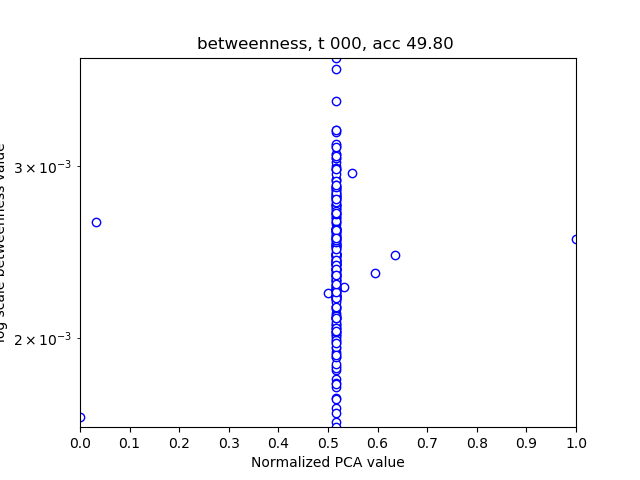 betweenness, t 000, acc 49.80
log scale betweenness value
3 × 10⁻³
2 × 10⁻³
0.0 0.1 0.2 0.3 0.4 0.5 0.6 0.7 0.8 0.9 1.0
Normalized PCA value